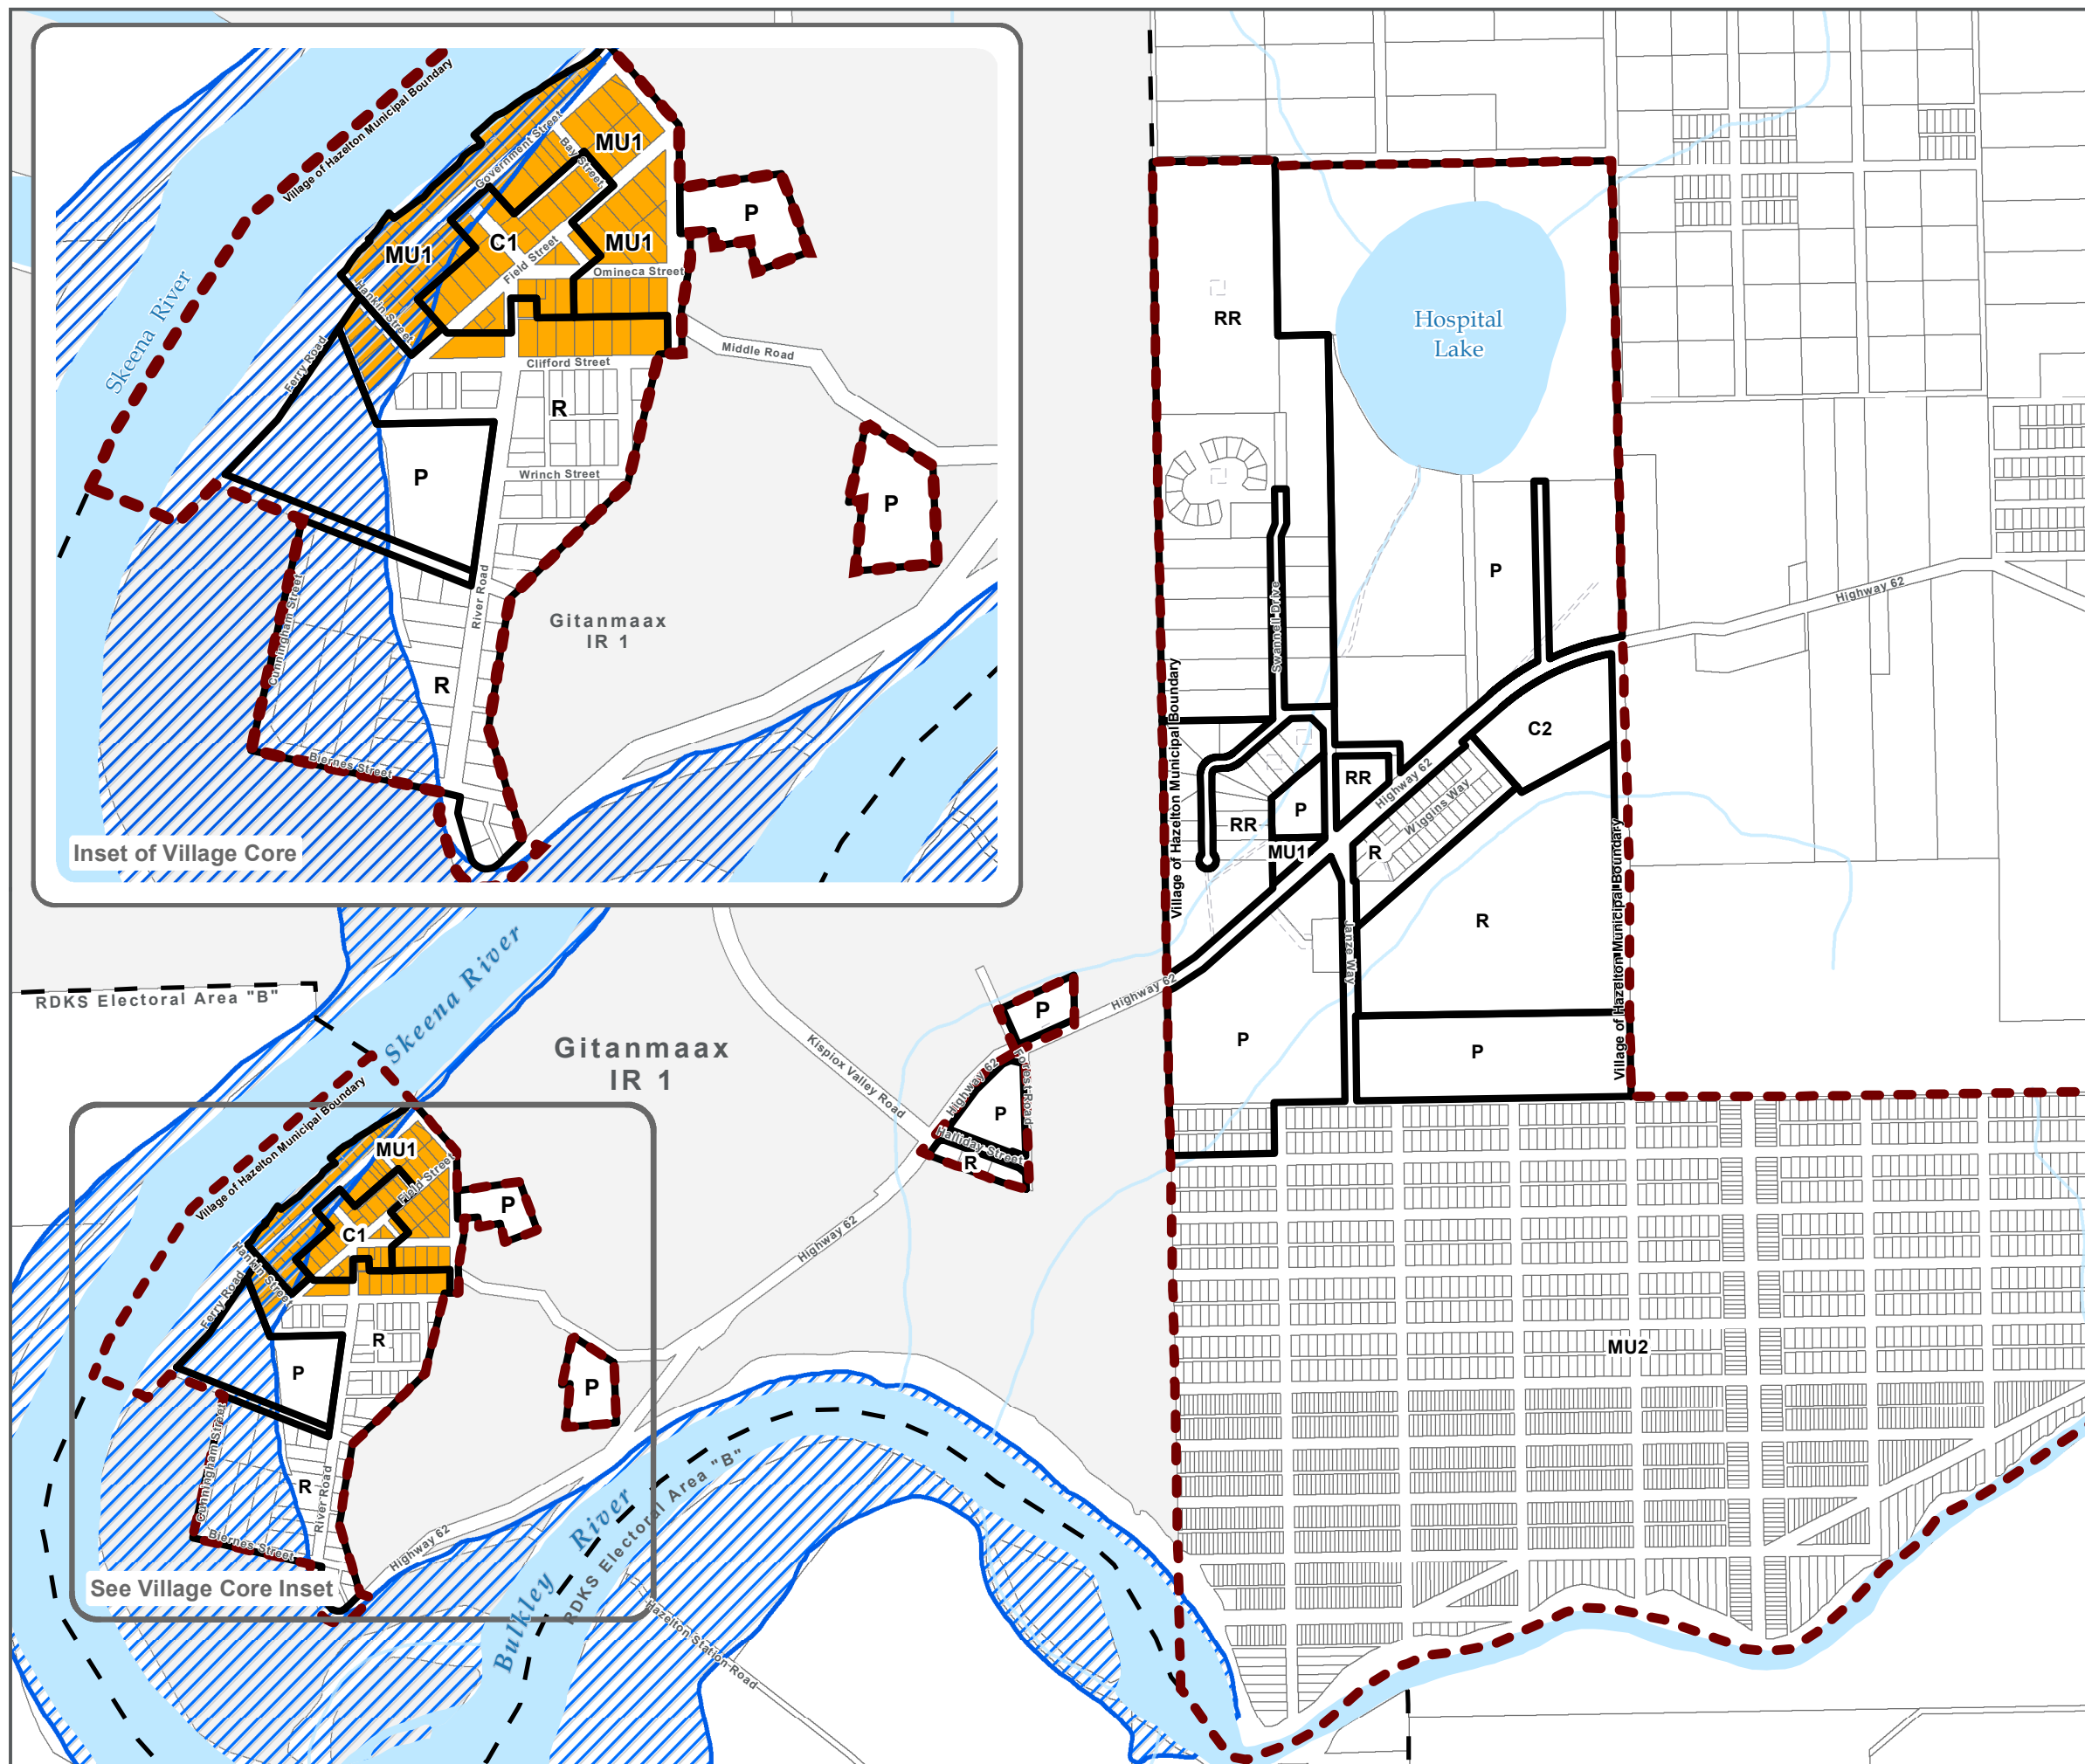 Village of Hazelton Municipal Boundary
Skeena River
Government Street
Bay Street
MU1
MU1
C1
MU1
Field Street
Omineca Street
Hankin Street
Ferry Road
Clifford Street
Middle Road
P
R
P
Wrinch Street
P
River Road
Cunningham Street
R
Biernes Street
Gitanmaax
IR 1
Inset of Village Core
RR
Hospital
Lake
P
Swannell Drive
Highway 62
Village of Hazelton Municipal Boundary
C2
RR
Highway 62
Wiggins Way
P
RR
MU1
R
R
Village of Hazelton Municipal Boundary
Janze Way
P
P
Highway 62
RDKS Electoral Area "B"
Skeena River
Gitanmaax
IR 1
Kispiox Valley Road
P
Highway 62
Forest Road
P
Halliday Street
R
Village of Hazelton Municipal Boundary
MU1
Field Street
C1
P
Hankin Street
Ferry Road
Highway 62
R
P
P
R
Cunningham Street
River Road
Biernes Street
Highway 62
See Village Core Inset
Bulkley River
RDKS Electoral Area "B"
Hazelton Station Road
MU2